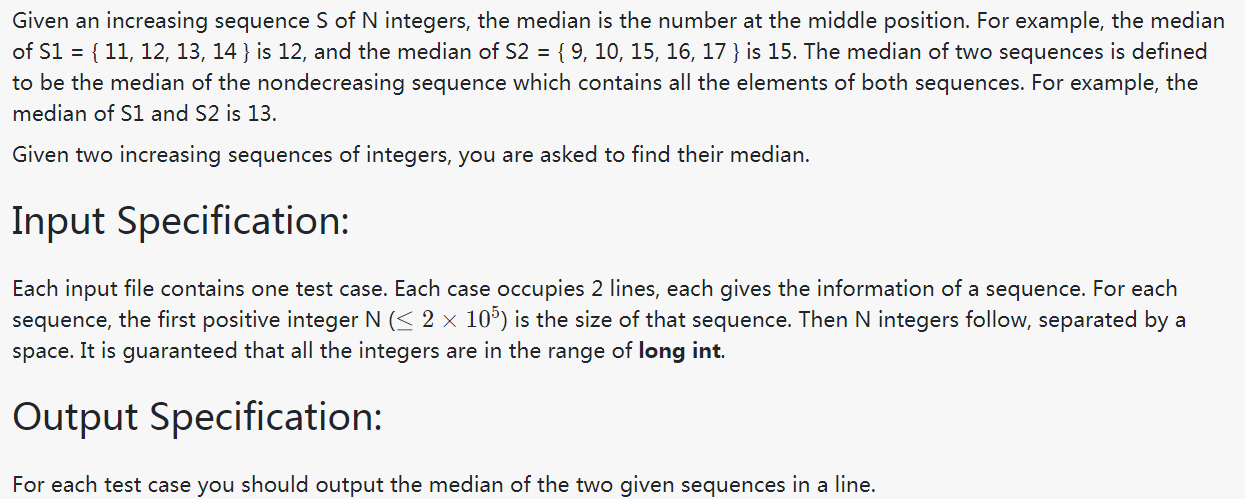 Given an increasing sequence S of N integers, the median is the number at the middle position. For example, the median
of S1 = { 11, 12, 13, 14 } is 12, and the median of S2 = { 9, 10, 15, 16, 17 } is 15. The median of two sequences is defined
to be the median of the nondecreasing sequence which contains all the elements of both sequences. For example, the
median of S1 and S2 is 13.
Given two increasing sequences of integers, you are asked to find their median.
Input Specification:
Each input file contains one test case. Each case occupies 2 lines, each gives the information of a sequence. For each
sequence, the first positive integer N (≤ 2 × 10⁵) is the size of that sequence. Then N integers follow, separated by a
space. It is guaranteed that all the integers are in the range of long int.
Output Specification:
For each test case you should output the median of the two given sequences in a line.